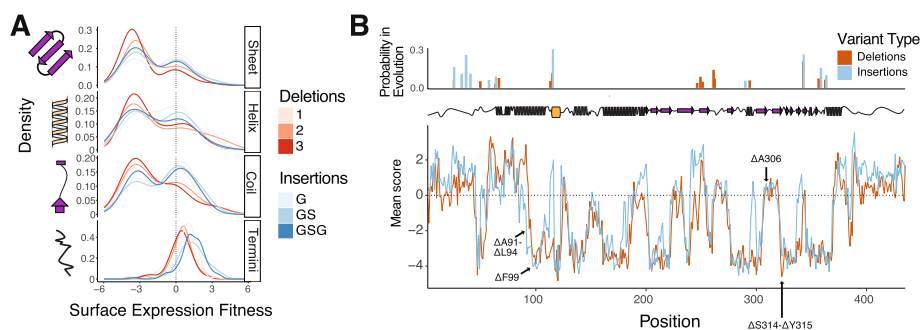 A
Density
0.3
0.2
0.1
0.0
Sheet
0.20
0.15
0.10
0.05
0.00
Helix
0.20
0.15
0.10
0.05
0.00
Coil
0.4
0.2
0.0
Termini
−6
−3
0
3
6
Surface Expression Fitness
Deletions
1
2
3
Insertions
G
GS
GSG
B
Probability in
Evolution
0.3
0.0
Variant Type
Deletions
Insertions
Mean score
2
0
−2
−4
ΔA91-
ΔL94
ΔF99
ΔA306
ΔS314-ΔY315
100
200
300
400
Position